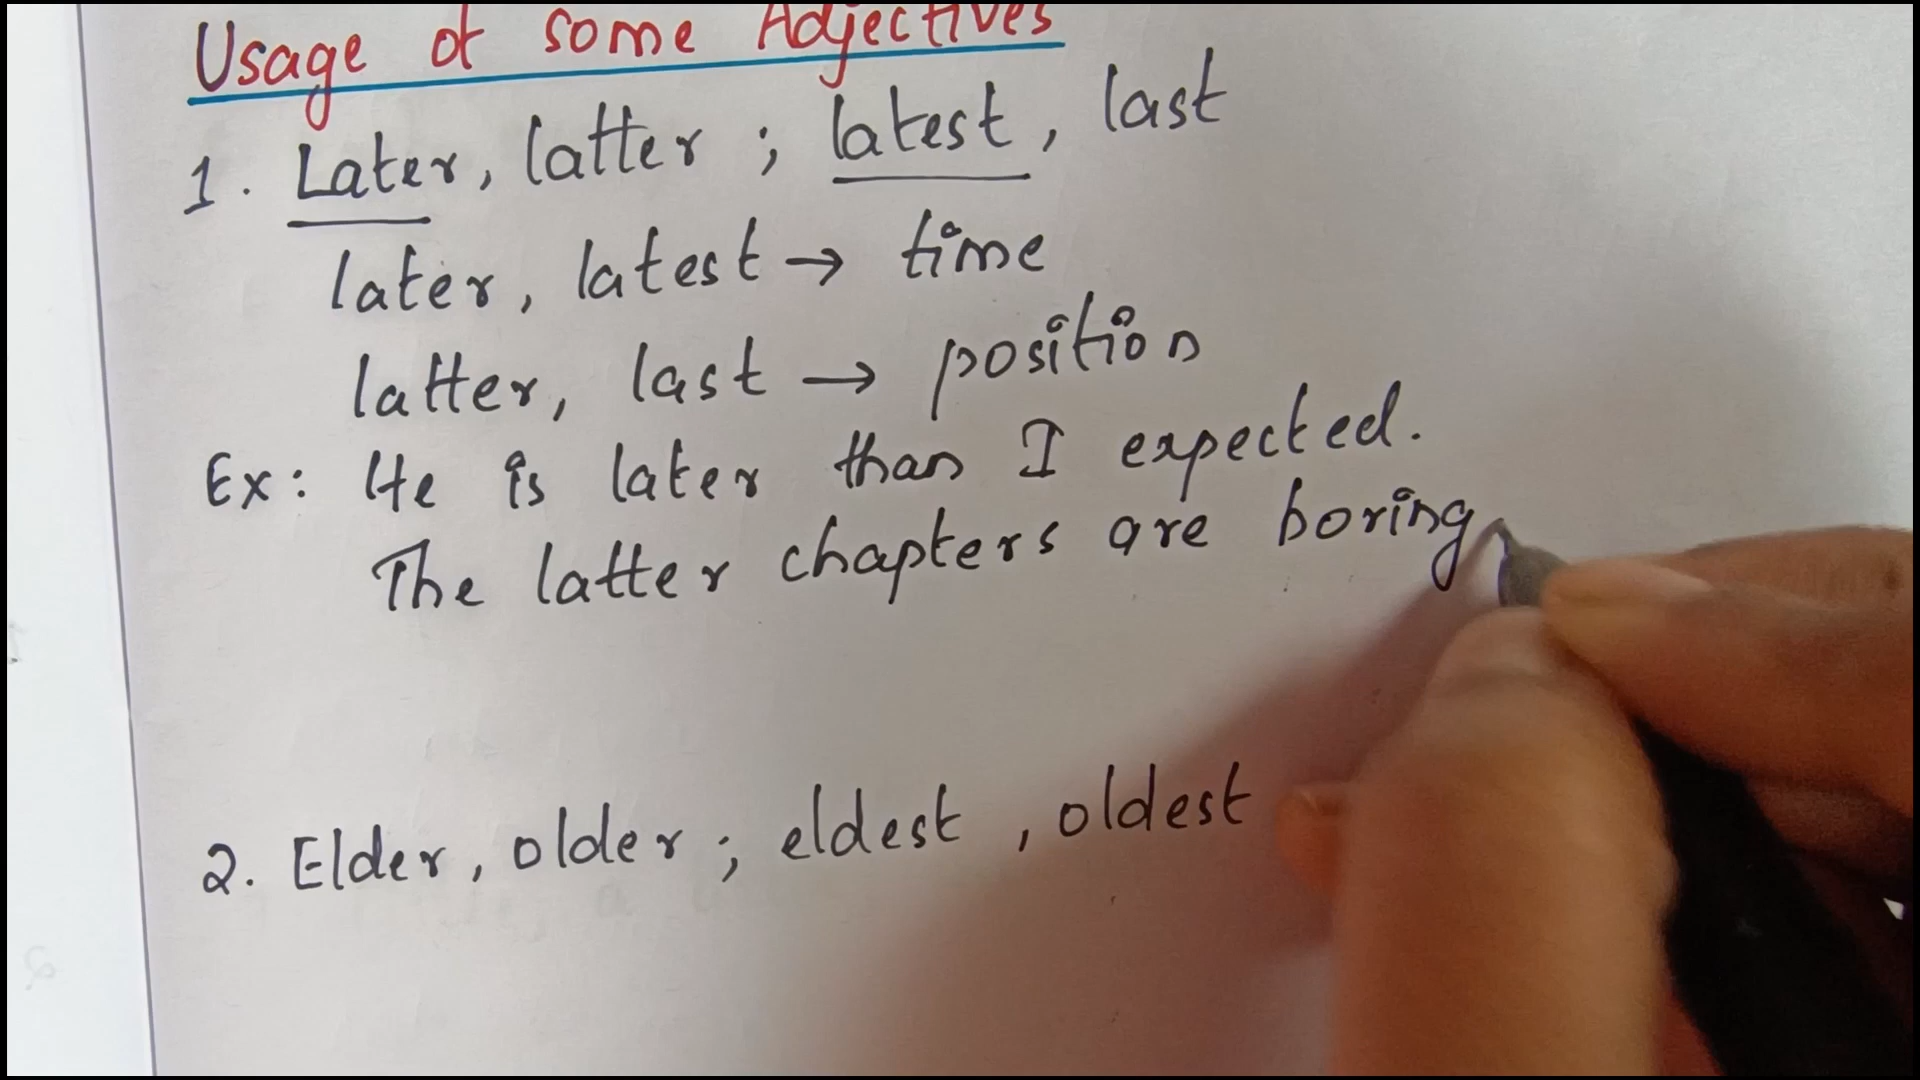 Usage of some Adjectives
1. Later, latter ; latest, last
later, latest → time
latter, last → position
Ex: He is later than I expected.
The latter chapters are boring
2. Elder, older ; eldest, oldest